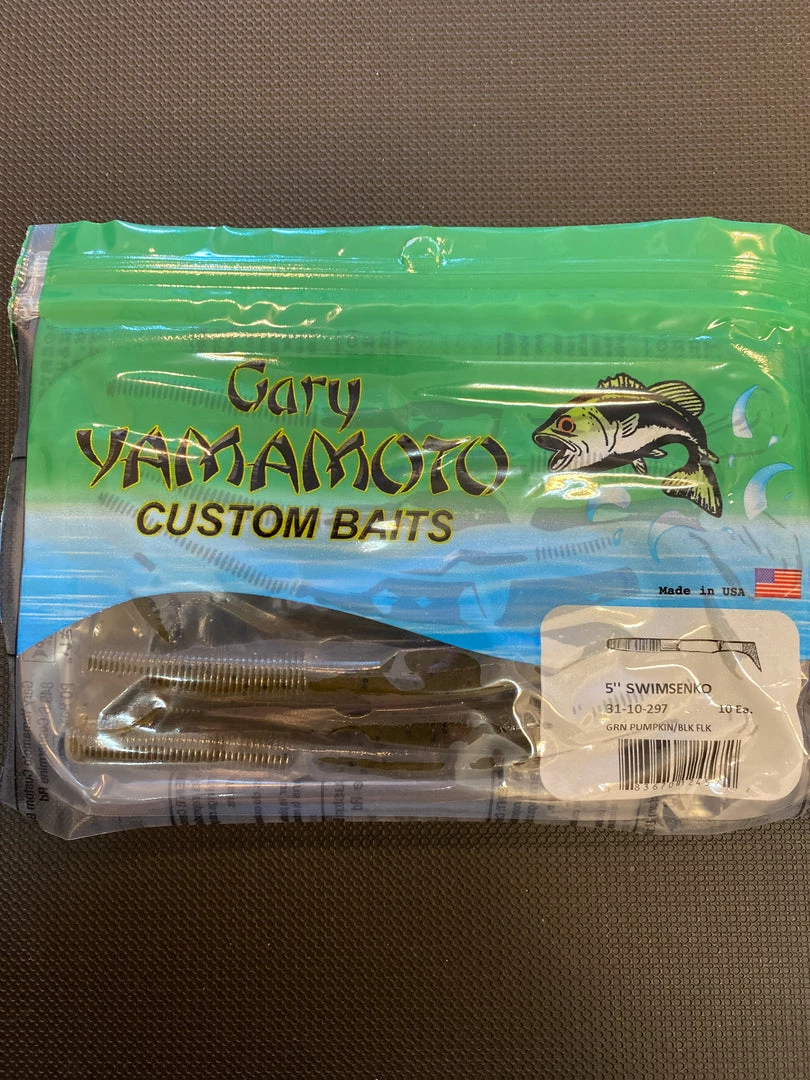 Gary
YAMAMOTO
CUSTOM BAITS
Made in USA
5" SWIMSENKO
31-10-297 10 Ea.
GRN PUMPKIN/BLK FLK